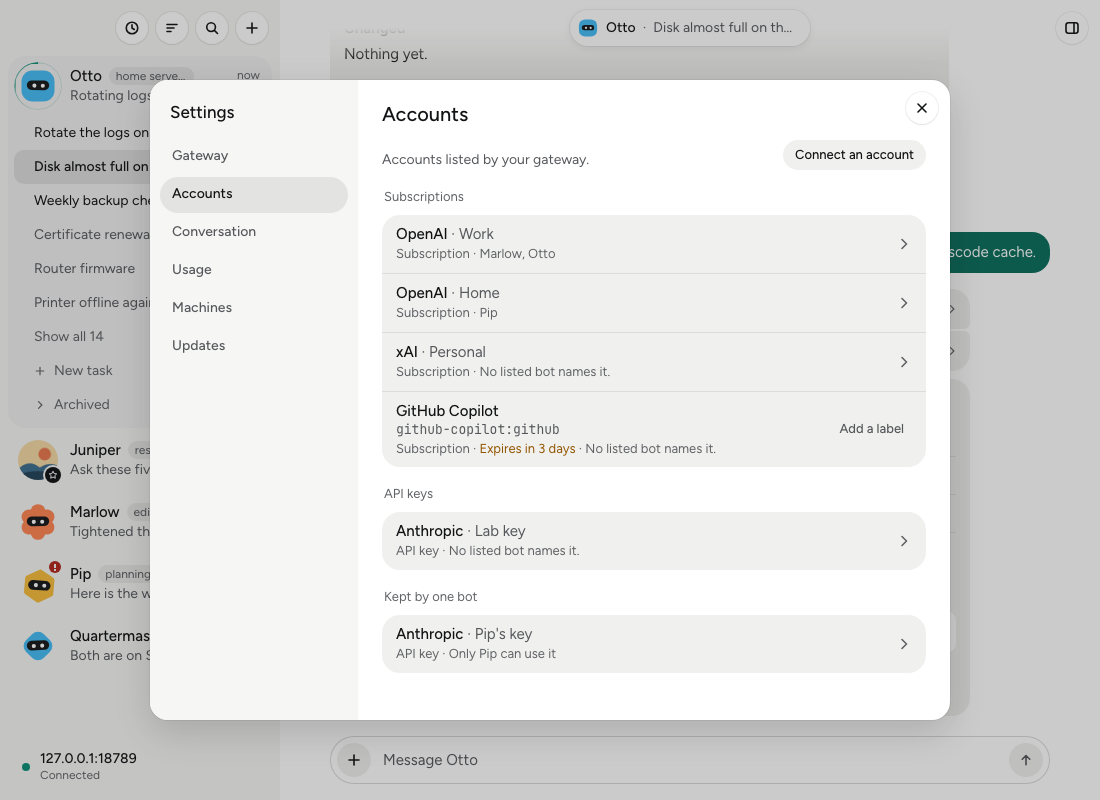 Otto · Disk almost full on th...
Nothing yet.
Otto home serve... now
Rotating logs
Rotate the logs on
Disk almost full on
Weekly backup che
Certificate renewa
Router firmware
Printer offline again
Show all 14
New task
Archived
Juniper res
Ask these five
Marlow edi
Tightened th
Pip planning
Here is the w
Quartermas
Both are on S
127.0.0.1:18789
Connected
Settings
Gateway
Accounts
Conversation
Usage
Machines
Updates
Accounts
Accounts listed by your gateway.
Connect an account
Subscriptions
OpenAI · Work
Subscription · Marlow, Otto
OpenAI · Home
Subscription · Pip
xAI · Personal
Subscription · No listed bot names it.
GitHub Copilot
github-copilot:github
Subscription · Expires in 3 days · No listed bot names it.
Add a label
API keys
Anthropic · Lab key
API key · No listed bot names it.
Kept by one bot
Anthropic · Pip's key
API key · Only Pip can use it
scode cache.
Message Otto